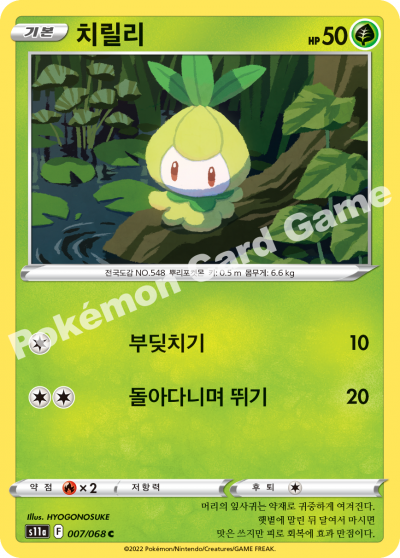 기본 치릴리 HP 50
전국도감 NO.548 뿌리포켓몬 키: 0.5 m 몸무게: 6.6 kg
Pokémon Card Game
부딪치기 10
돌아다니며 뛰기 20
약점 ×2 저항력 후퇴
Illus. HYOGONOSUKE
s11a F 007/068 C
머리의 잎사귀는 약재로 귀중하게 여겨진다.
햇볕에 말린 뒤 달여서 마시면
맛은 쓰지만 피로 회복에 효과 만점이다.
©2022 Pokémon/Nintendo/Creatures/GAME FREAK.